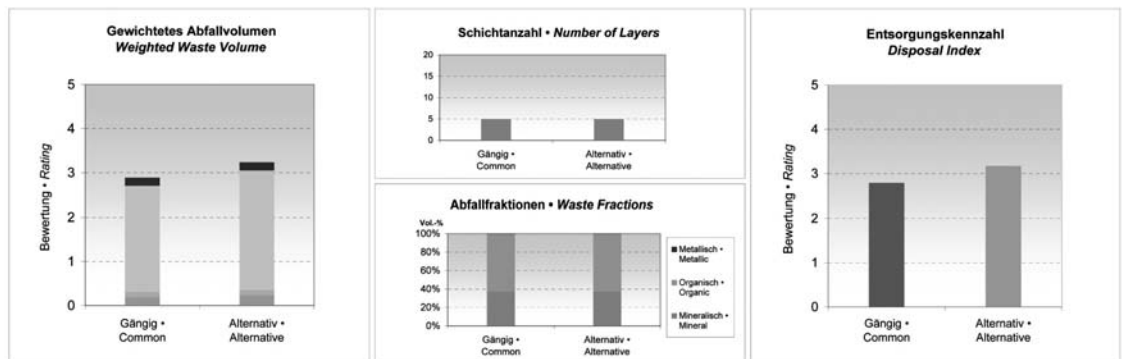 Gewichtetes Abfallvolumen
Weighted Waste Volume
5
4
3
2
1
0
Bewertung • Rating
Gängig •
Common
Alternativ •
Alternative
Schichtanzahl • Number of Layers
20
15
10
5
0
Gängig •
Common
Alternativ •
Alternative
Abfallfraktionen • Waste Fractions
Vol.-%
100%
80%
60%
40%
20%
0%
Gängig •
Common
Alternativ •
Alternative
Metallisch •
Metallic
Organisch •
Organic
Mineralisch •
Mineral
Entsorgungskennzahl
Disposal Index
5
4
3
2
1
0
Bewertung • Rating
Gängig •
Common
Alternativ •
Alternative